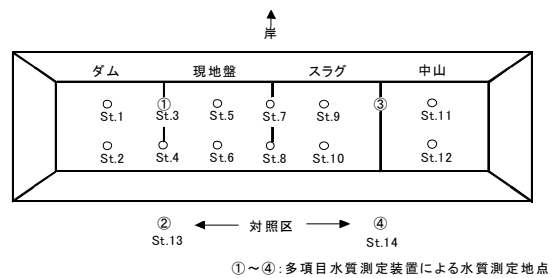 岸
ダム 現地盤 スラグ 中山
① ③
St.1 St.3 St.5 St.7 St.9 St.11
St.2 St.4 St.6 St.8 St.10 St.12
② 対照区 ④
St.13 St.14
①～④:多項目水質測定装置による水質測定地点